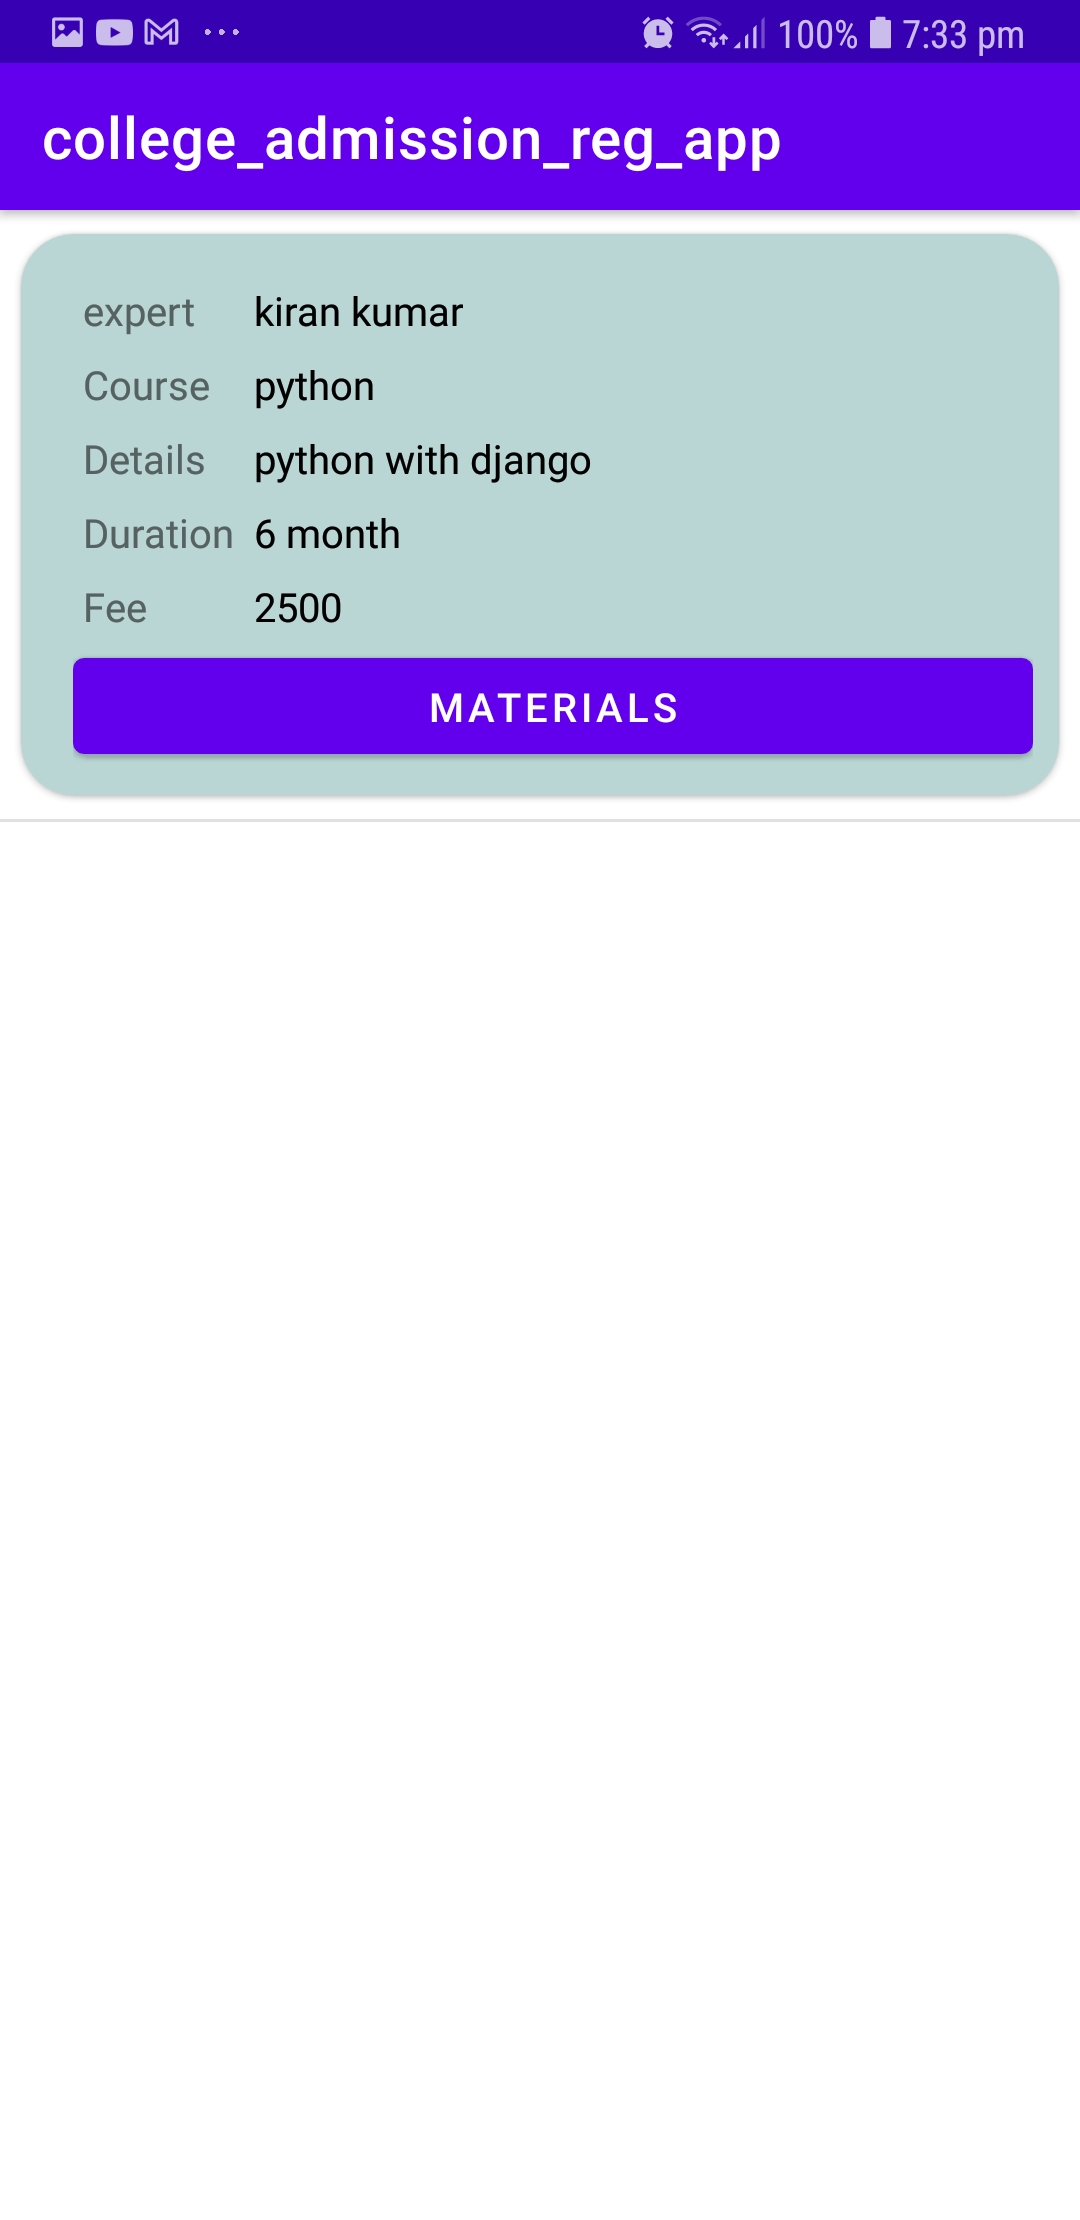 100% 7:33 pm
college_admission_reg_app
expert kiran kumar
Course python
Details python with django
Duration 6 month
Fee 2500
MATERIALS